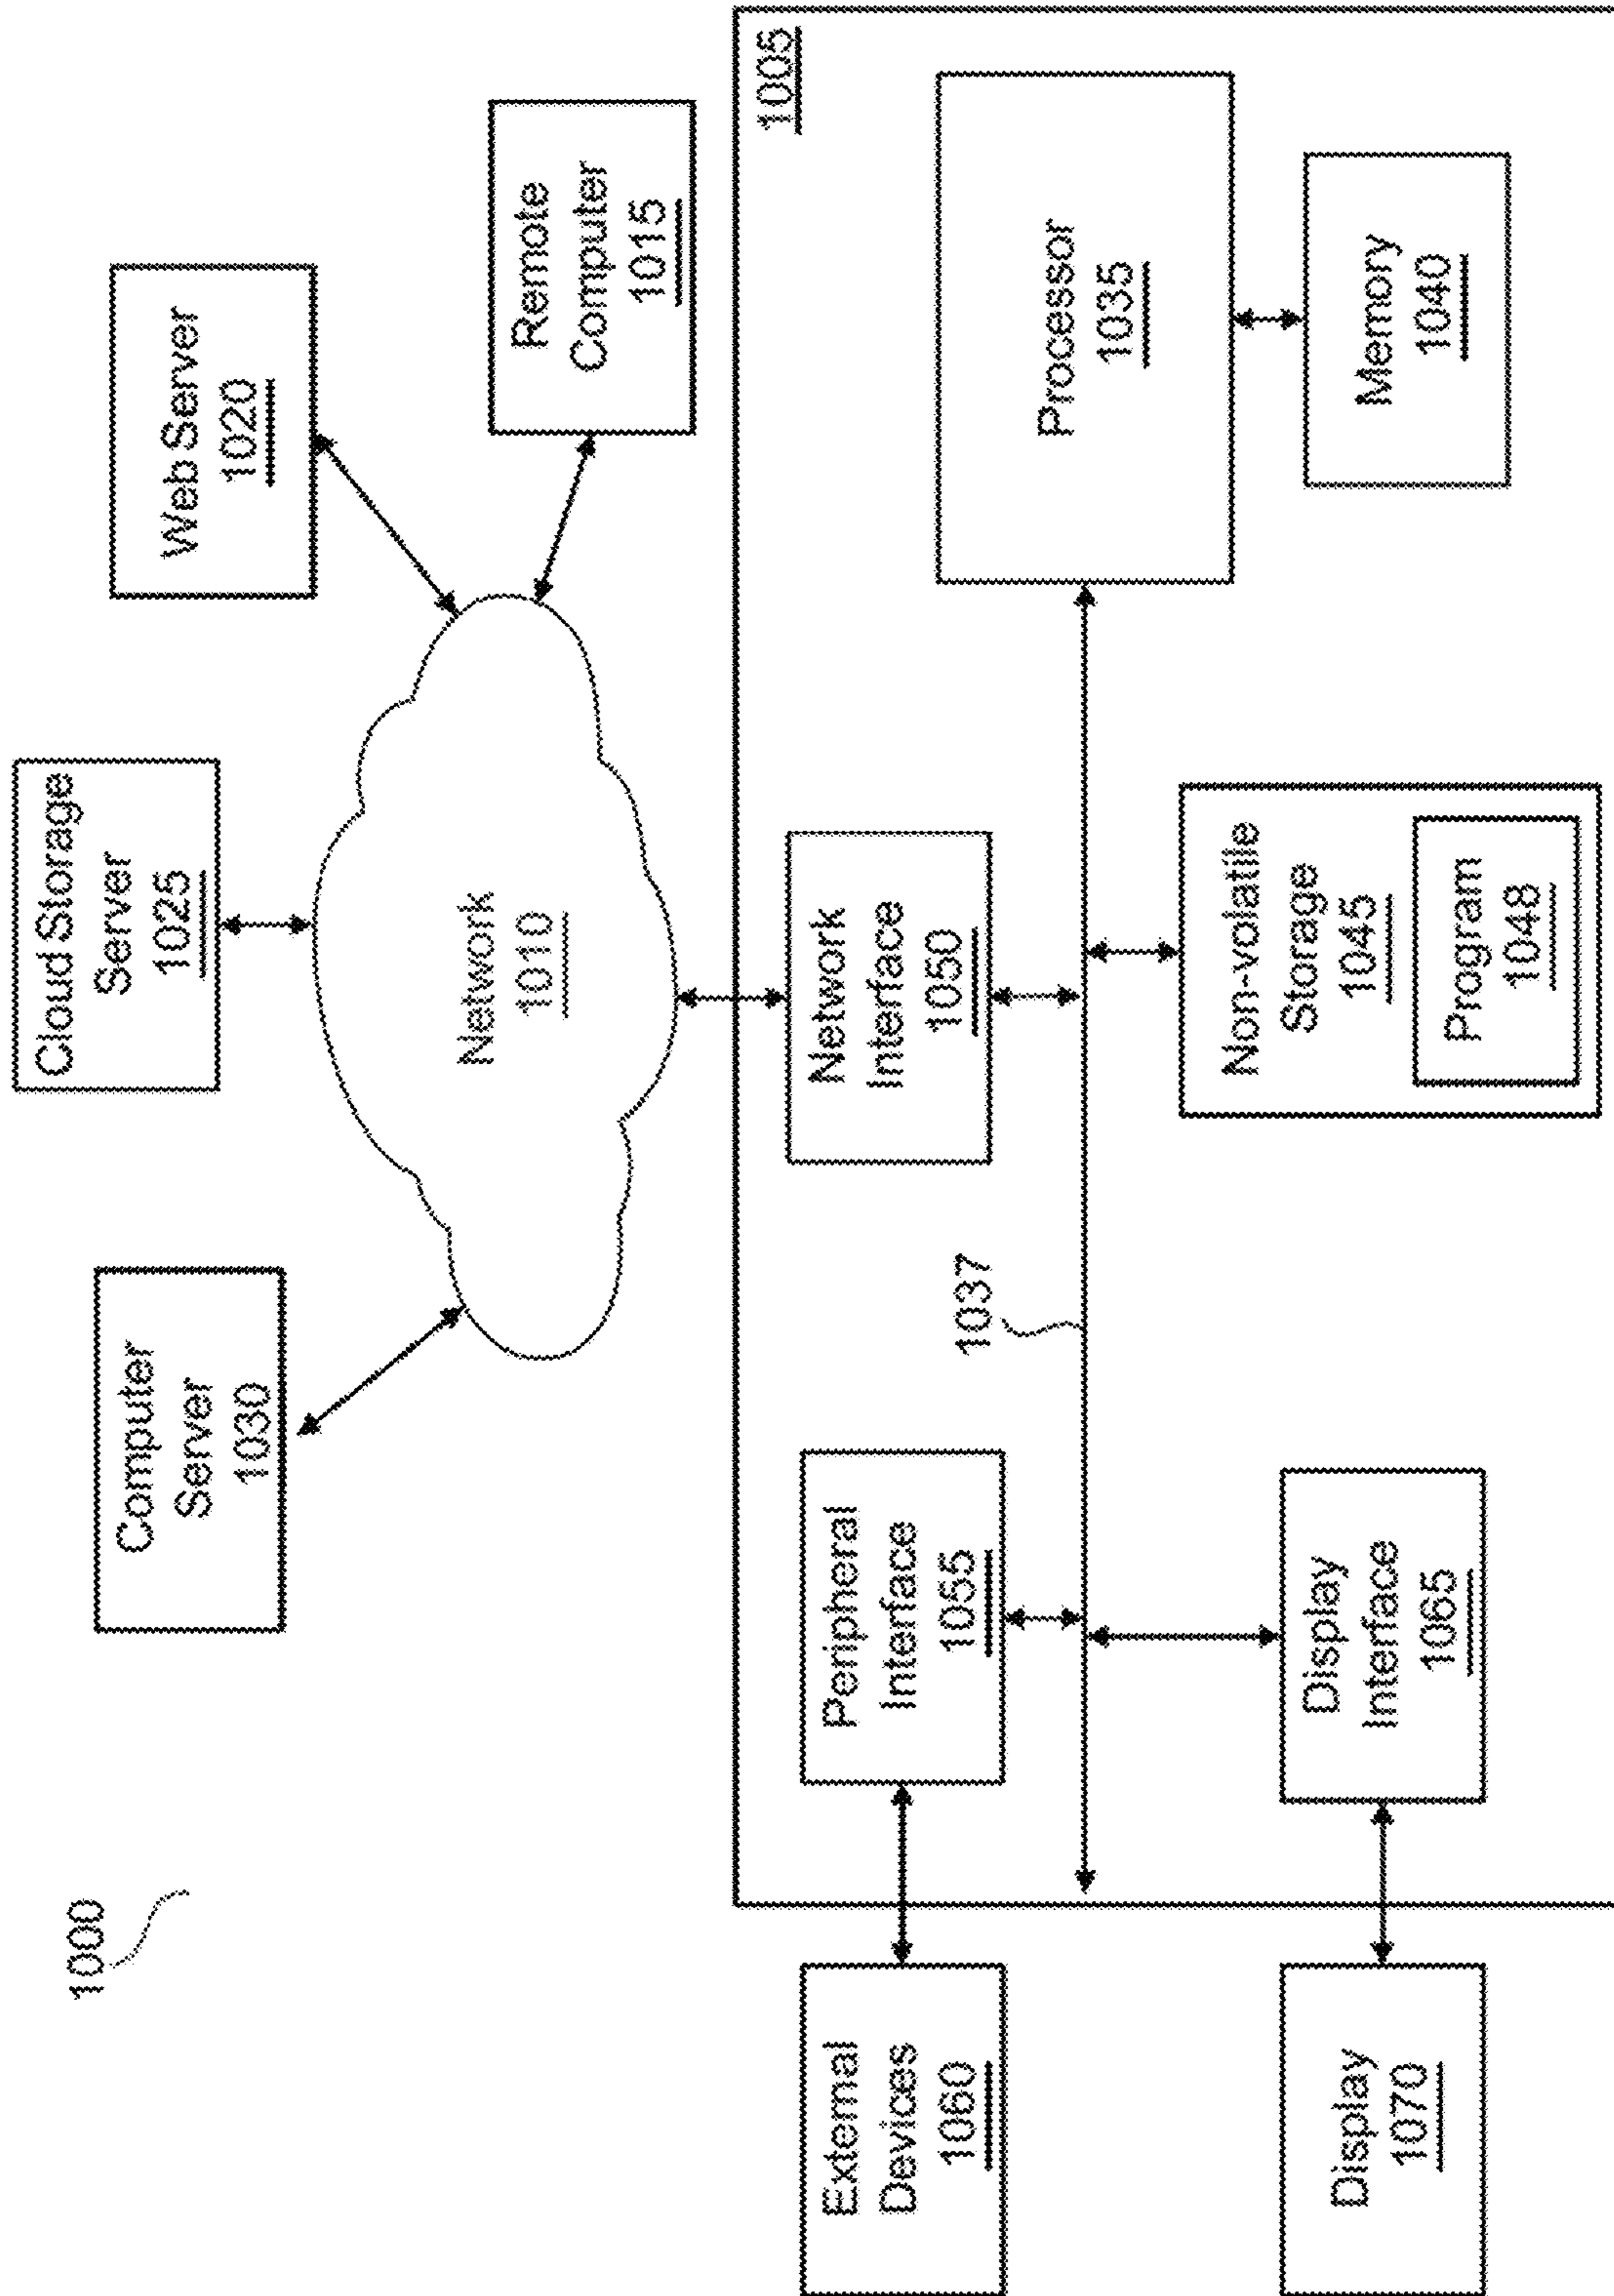 1000
Computer
Server
1030
Cloud Storage
Server
1025
Web Server
1020
Network
1010
Remote
Computer
1015
1005
External
Devices
1060
Peripheral
Interface
1055
Network
Interface
1050
1037
Processor
1035
Display
1070
Display
Interface
1065
Non-volatile
Storage
1045
Program
1048
Memory
1040